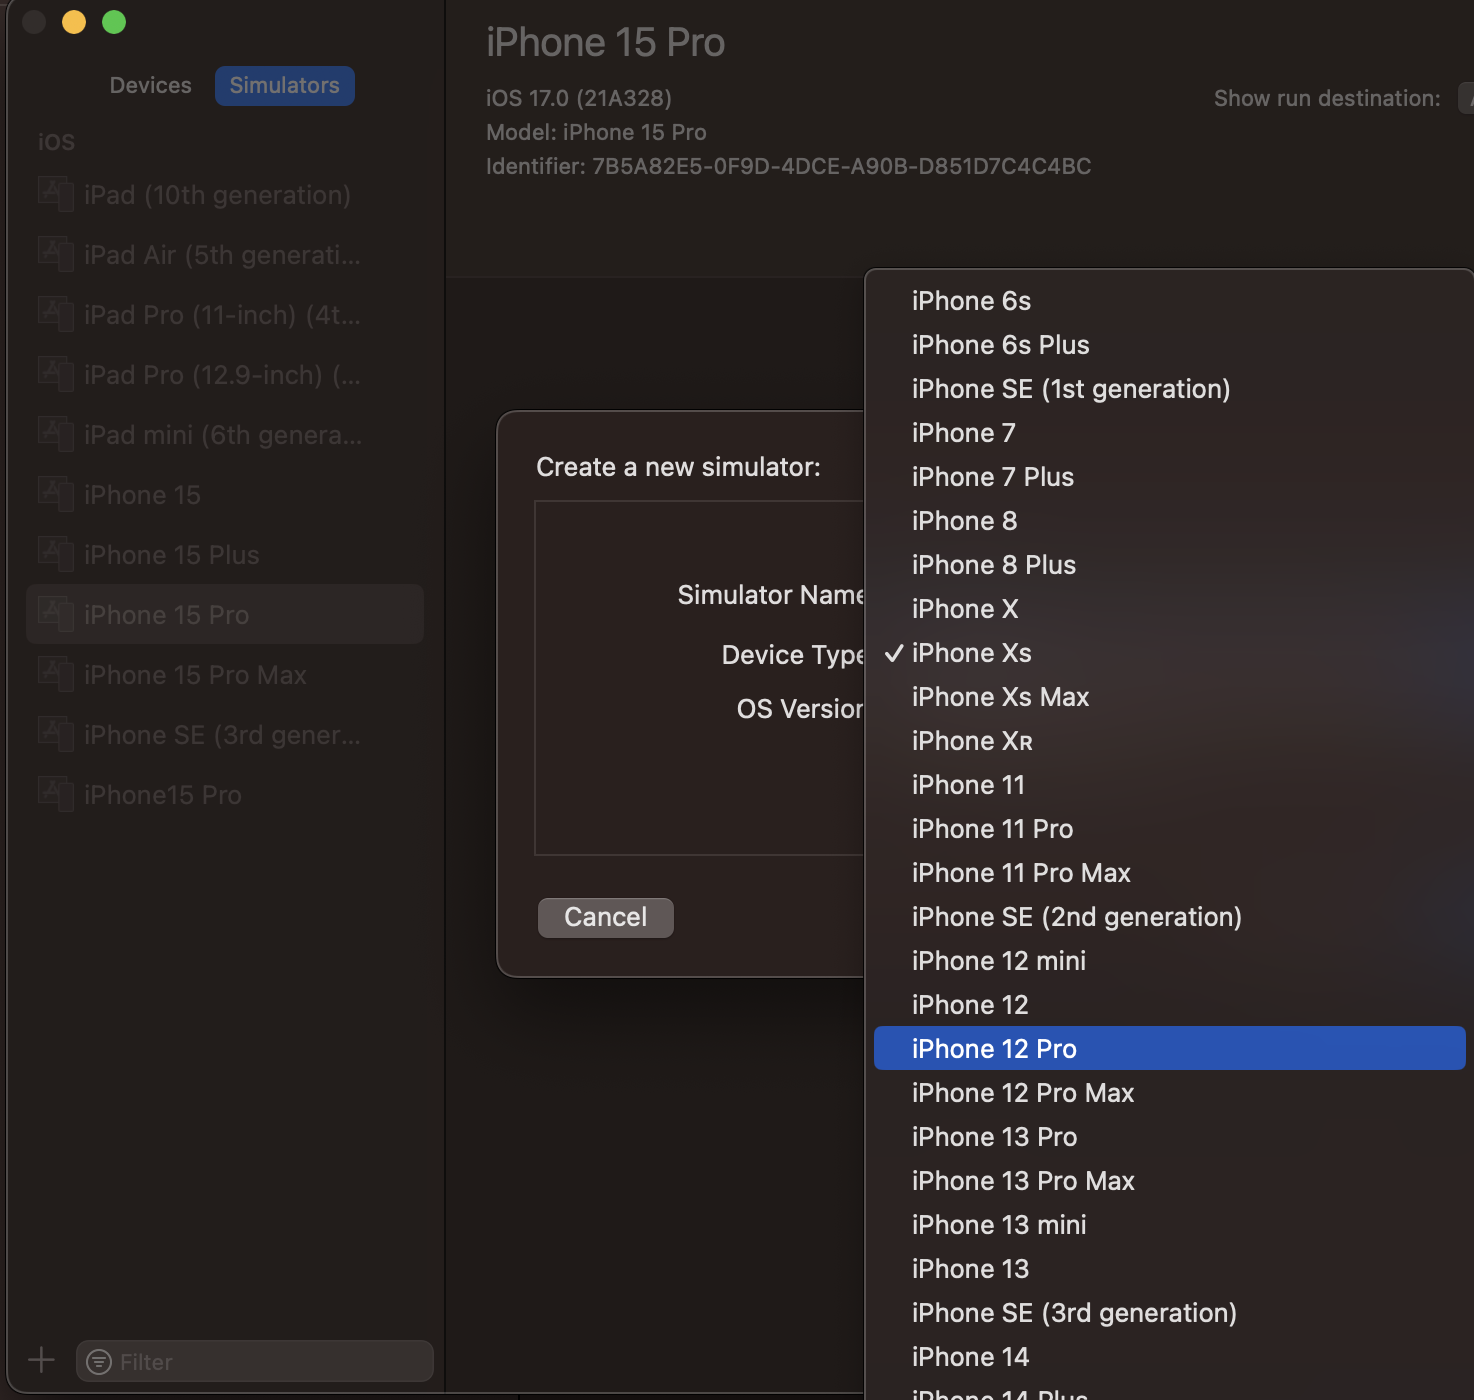 Devices
Simulators
iOS
iPad (10th generation)
iPad Air (5th generati...
iPad Pro (11-inch) (4t...
iPad Pro (12.9-inch) (...
iPad mini (6th genera...
iPhone 15
iPhone 15 Plus
iPhone 15 Pro
iPhone 15 Pro Max
iPhone SE (3rd gener...
iPhone15 Pro
Filter
iPhone 15 Pro
iOS 17.0 (21A328)
Model: iPhone 15 Pro
Identifier: 7B5A82E5-0F9D-4DCE-A90B-D851D7C4C4BC
Show run destination:
Create a new simulator:
Simulator Name
Device Type
OS Version
Cancel
iPhone 6s
iPhone 6s Plus
iPhone SE (1st generation)
iPhone 7
iPhone 7 Plus
iPhone 8
iPhone 8 Plus
iPhone X
✓ iPhone Xs
iPhone Xs Max
iPhone Xʀ
iPhone 11
iPhone 11 Pro
iPhone 11 Pro Max
iPhone SE (2nd generation)
iPhone 12 mini
iPhone 12
iPhone 12 Pro
iPhone 12 Pro Max
iPhone 13 Pro
iPhone 13 Pro Max
iPhone 13 mini
iPhone 13
iPhone SE (3rd generation)
iPhone 14
iPhone 14 Plus